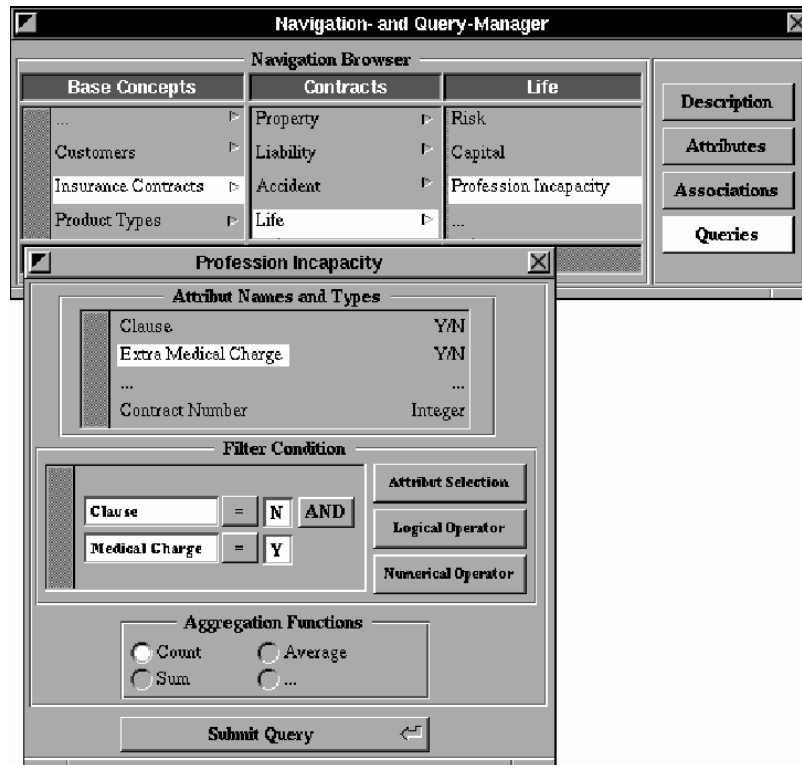 Navigation- and Query-Manager
Navigation Browser
Base Concepts Contracts Life
... Property Risk
Customers Liability Capital
Insurance Contracts Accident Profession Incapacity
Product Types Life ...
Description
Attributes
Associations
Queries
Profession Incapacity
Attribut Names and Types
Clause Y/N
Extra Medical Charge Y/N
... ...
Contract Number Integer
Filter Condition
Clause = N AND
Medical Charge = Y
Attribut Selection
Logical Operator
Numerical Operator
Aggregation Functions
Count Average
Sum ...
Submit Query